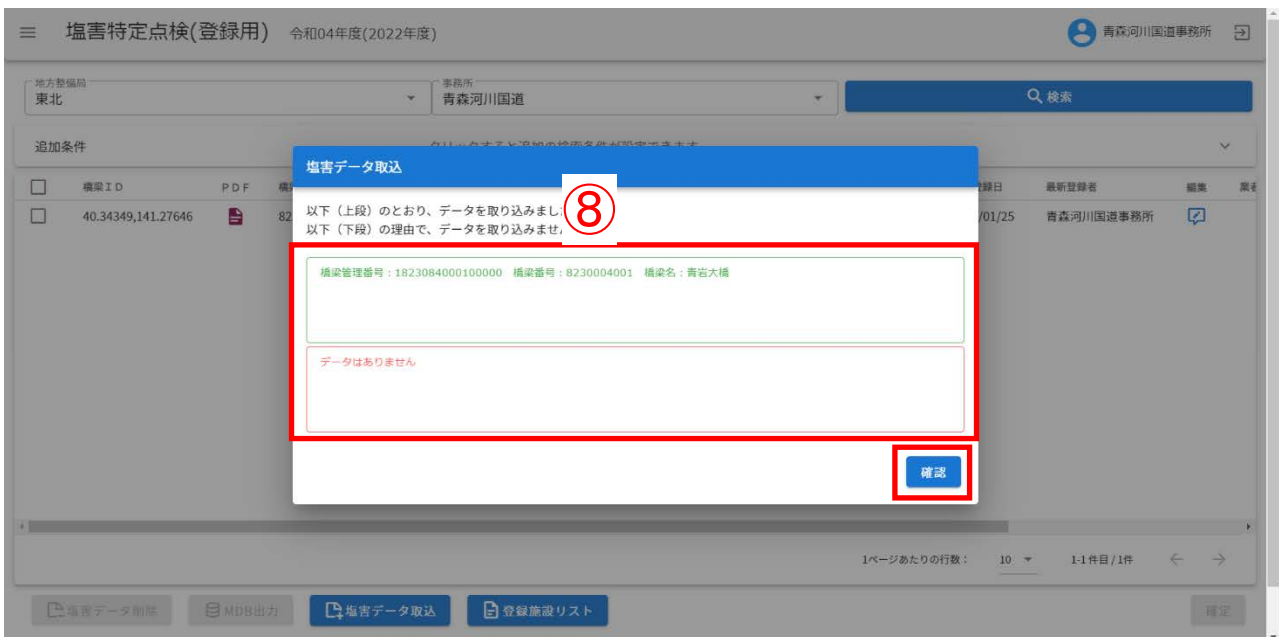 塩害特定点検(登録用) 令和04年度(2022年度) 青森河川国道事務所
地方整備局 事務所
東北 青森河川国道 検索
追加条件 クリックすると追加の検索条件が設定できます
塩害データ取込
橋梁ID PDF 登録日 最新登録者 編集
40.34349,141.27646 82 /01/25 青森河川国道事務所
⑧
以下（上段）のとおり、データを取り込みまし
以下（下段）の理由で、データを取り込みませ
橋梁管理番号：1823084000100000 橋梁番号：8230004001 橋梁名：青岩大橋
データはありません
確認
1ページあたりの行数： 10 1-1件目/1件
塩害データ削除 MDB出力 塩害データ取込 登録施設リスト 確定